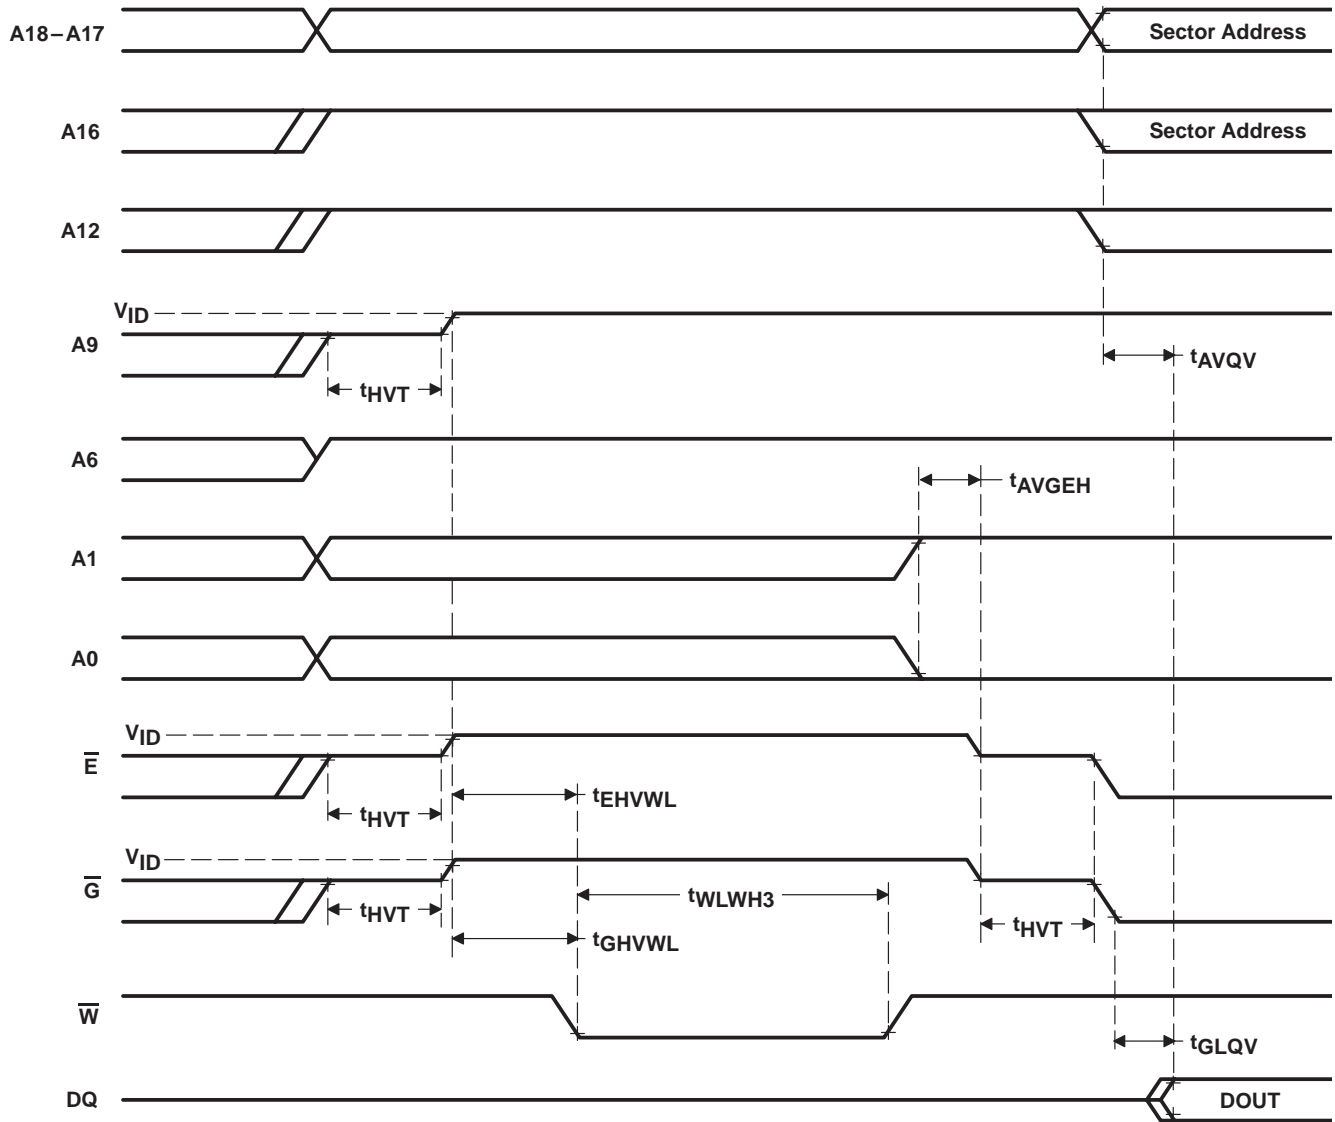 A18–A17
Sector Address
A16
Sector Address
A12
VID
A9
tAVQV
tHVT
A6
tAVGEH
A1
A0
VID
E
tEHVWL
tHVT
VID
G
tWLWH3
tHVT
tHVT
tGHVWL
W
tGLQV
DQ
DOUT